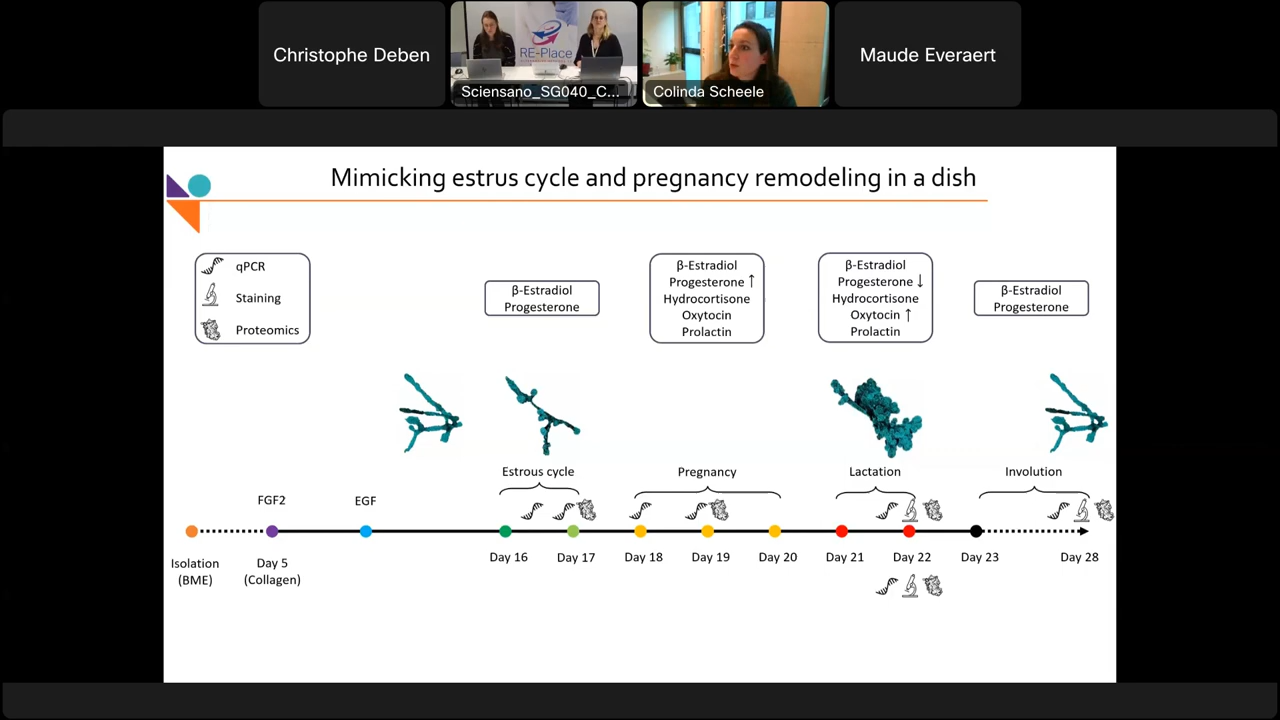 Christophe Deben
RE-Place
Sciensano_SG040_C...
Colinda Scheele
Maude Everaert
Mimicking estrus cycle and pregnancy remodeling in a dish
qPCR
Staining
Proteomics
β-Estradiol
Progesterone
β-Estradiol
Progesterone ↑
Hydrocortisone
Oxytocin
Prolactin
β-Estradiol
Progesterone ↓
Hydrocortisone
Oxytocin ↑
Prolactin
β-Estradiol
Progesterone
Estrous cycle
Pregnancy
Lactation
Involution
FGF2
EGF
Isolation
(BME)
Day 5
(Collagen)
Day 16
Day 17
Day 18
Day 19
Day 20
Day 21
Day 22
Day 23
Day 28